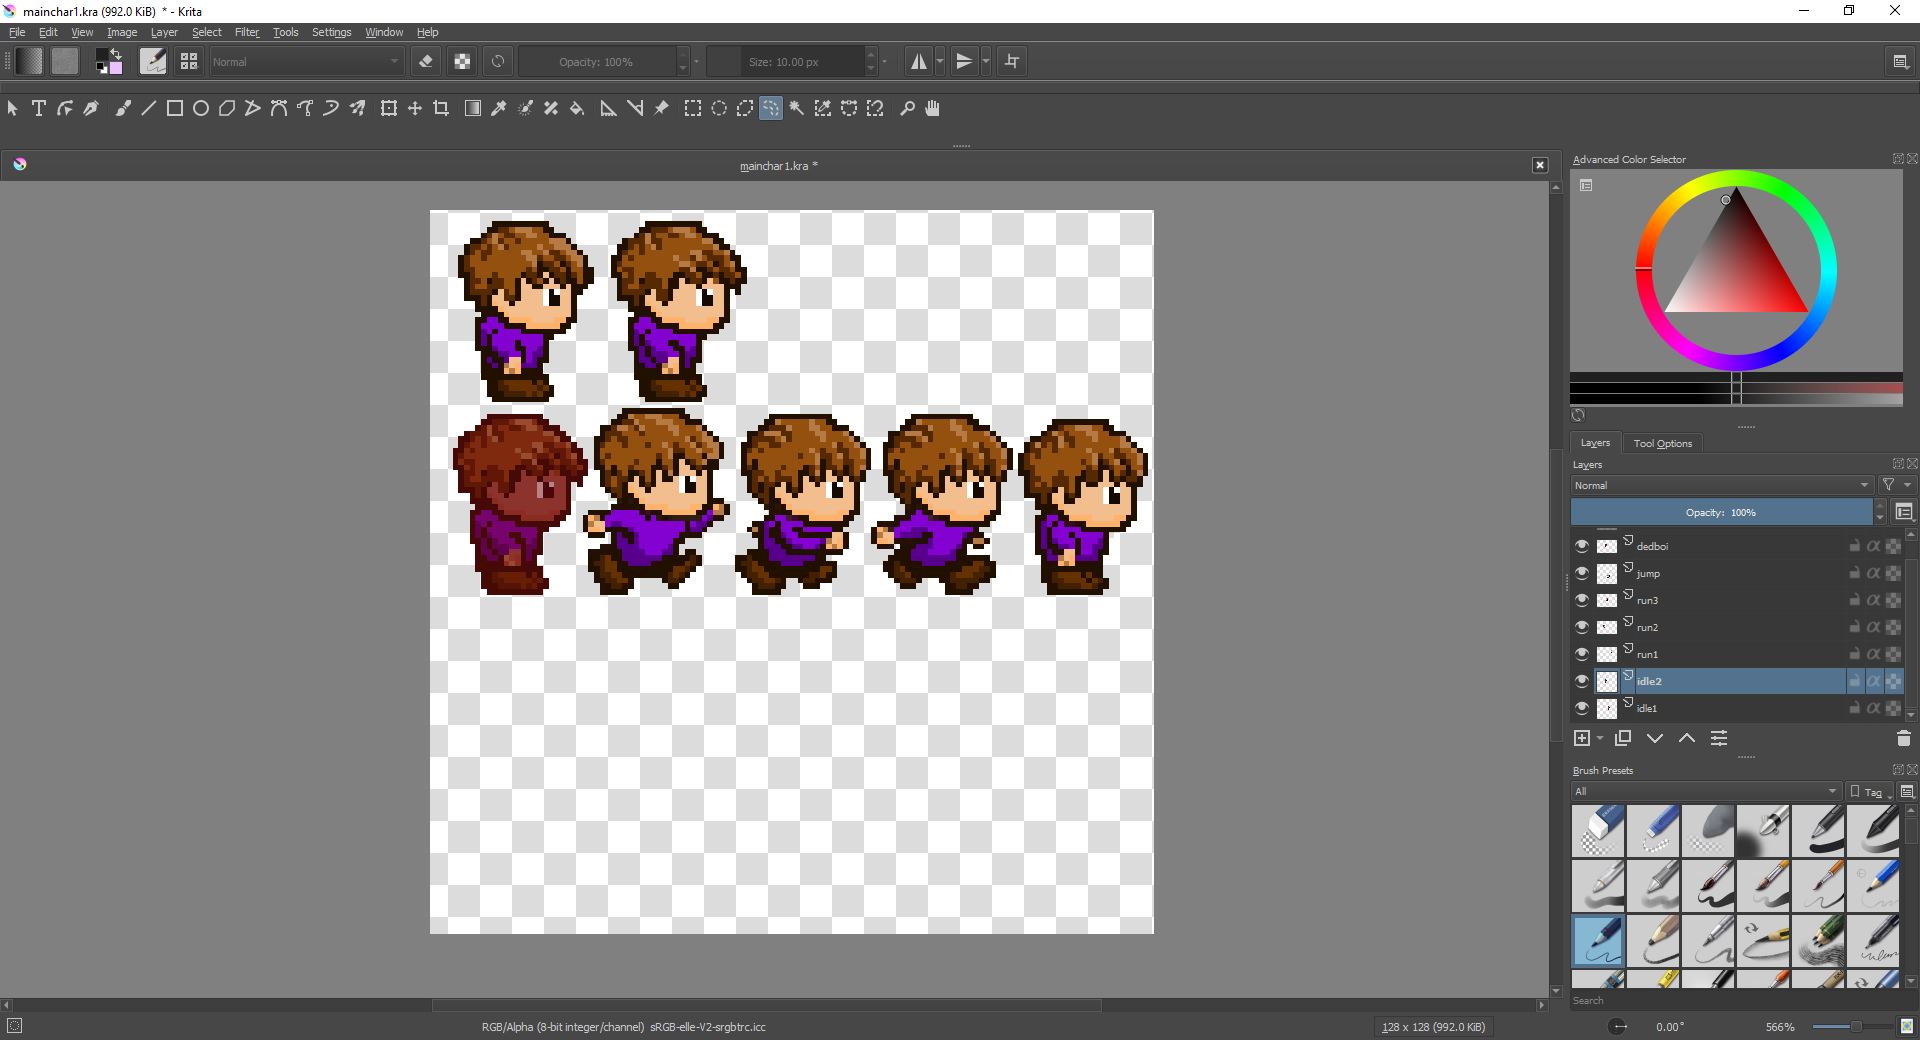 mainchar1.kra (992.0 KiB)  * - Krita
File Edit View Image Layer Select Filter Tools Settings Window Help
Normal Opacity: 100% Size: 10.00 px
mainchar1.kra *
Advanced Color Selector
Layers Tool Options
Layers
Normal
Opacity: 100%
dedboi
jump
run3
run2
run1
idle2
idle1
Brush Presets
All Tag
Search
RGB/Alpha (8-bit integer/channel) sRGB-elle-V2-srgbtrc.icc 128 x 128 (992.0 KiB) 0.00° 566%